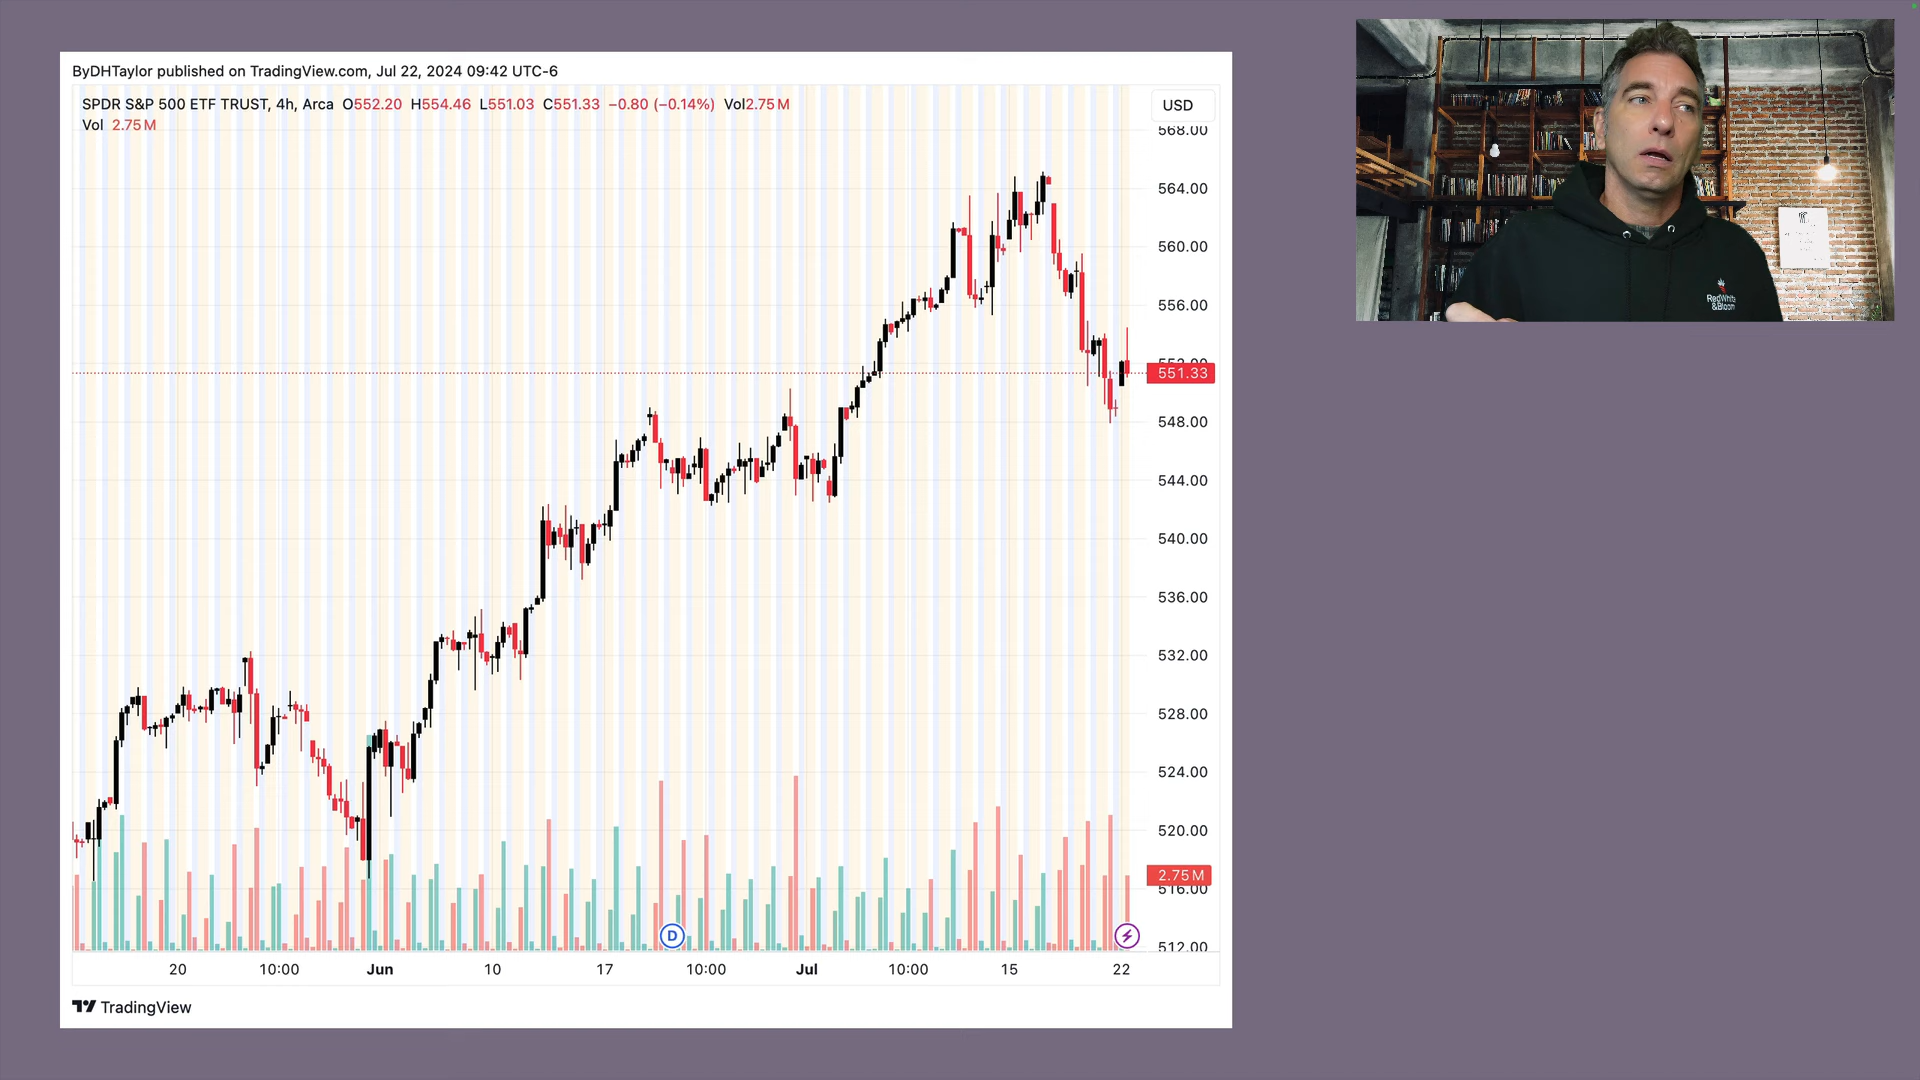 ByDHTaylor published on TradingView.com, Jul 22, 2024 09:42 UTC-6
SPDR S&P 500 ETF TRUST, 4h, Arca O552.20 H554.46 L551.03 C551.33 −0.80 (−0.14%) Vol2.75 M
Vol 2.75 M
USD
568.00
564.00
560.00
556.00
552.00
551.33
548.00
544.00
540.00
536.00
532.00
528.00
524.00
520.00
2.75 M
516.00
512.00
D
20 10:00 Jun 10 17 10:00 Jul 10:00 15 22
TradingView
RedWhite
&Bloom